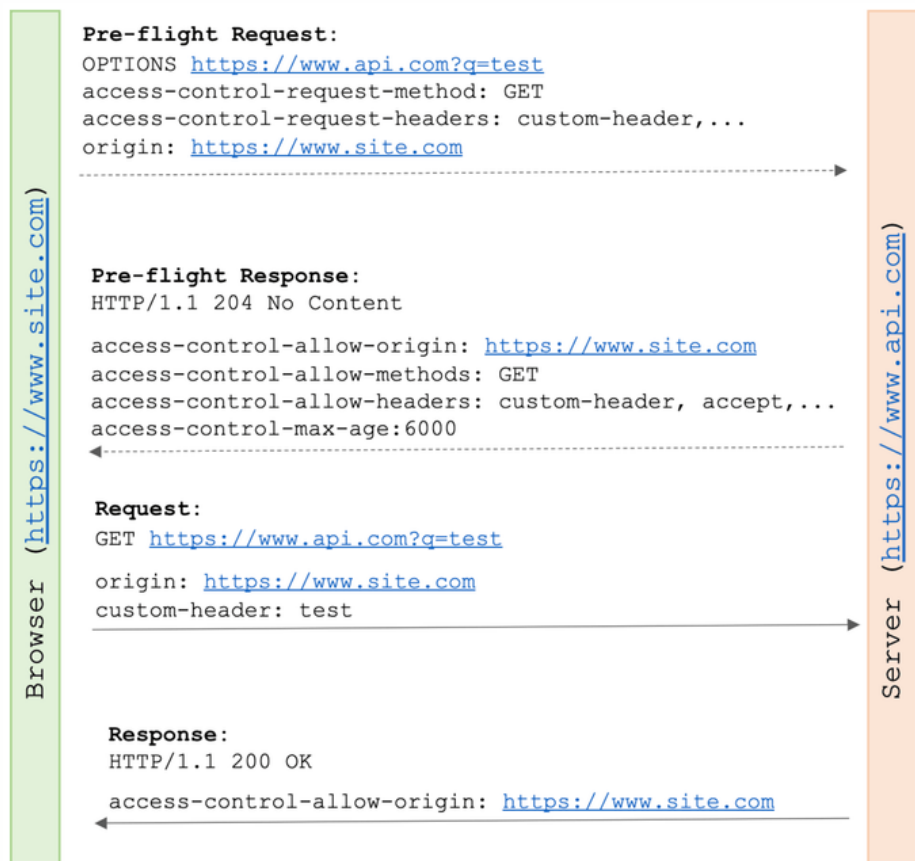 Pre-flight Request:
OPTIONS https://www.api.com?q=test
access-control-request-method: GET
access-control-request-headers: custom-header,...
origin: https://www.site.com
Browser (https://www.site.com)
Server (https://www.api.com)
Pre-flight Response:
HTTP/1.1 204 No Content
access-control-allow-origin: https://www.site.com
access-control-allow-methods: GET
access-control-allow-headers: custom-header, accept,...
access-control-max-age:6000
Request:
GET https://www.api.com?q=test
origin: https://www.site.com
custom-header: test
Response:
HTTP/1.1 200 OK
access-control-allow-origin: https://www.site.com